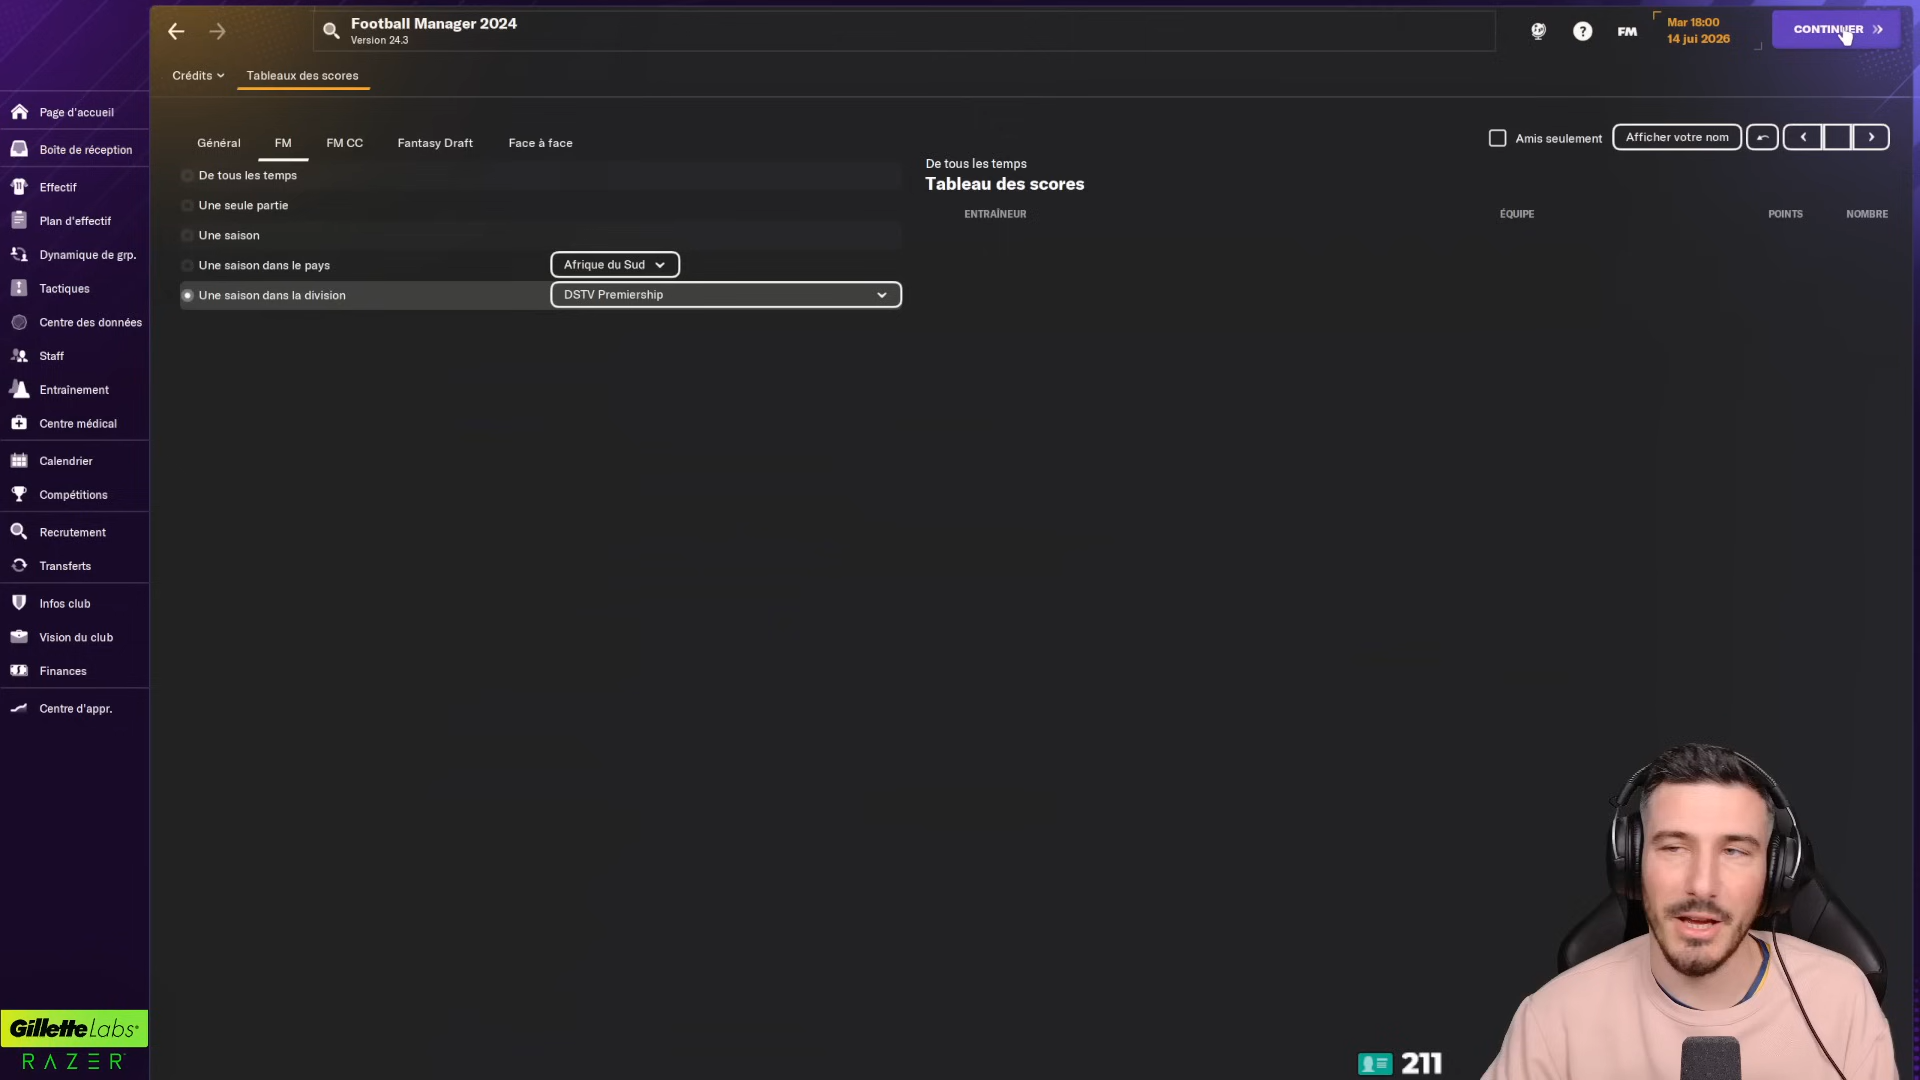 Football Manager 2024
Version 24.3
FM
Mar 18:00
14 jui 2026
CONTINUER
Crédits
Tableaux des scores
Page d'accueil
Boîte de réception
Effectif
Plan d'effectif
Dynamique de grp.
Tactiques
Centre des données
Staff
Entraînement
Centre médical
Calendrier
Compétitions
Recrutement
Transferts
Infos club
Vision du club
Finances
Centre d'appr.
Général
FM
FM CC
Fantasy Draft
Face à face
De tous les temps
Une seule partie
Une saison
Une saison dans le pays
Afrique du Sud
Une saison dans la division
DSTV Premiership
Amis seulement
Afficher votre nom
De tous les temps
Tableau des scores
ENTRAÎNEUR
ÉQUIPE
POINTS
NOMBRE
Gillette Labs
RAZER
211